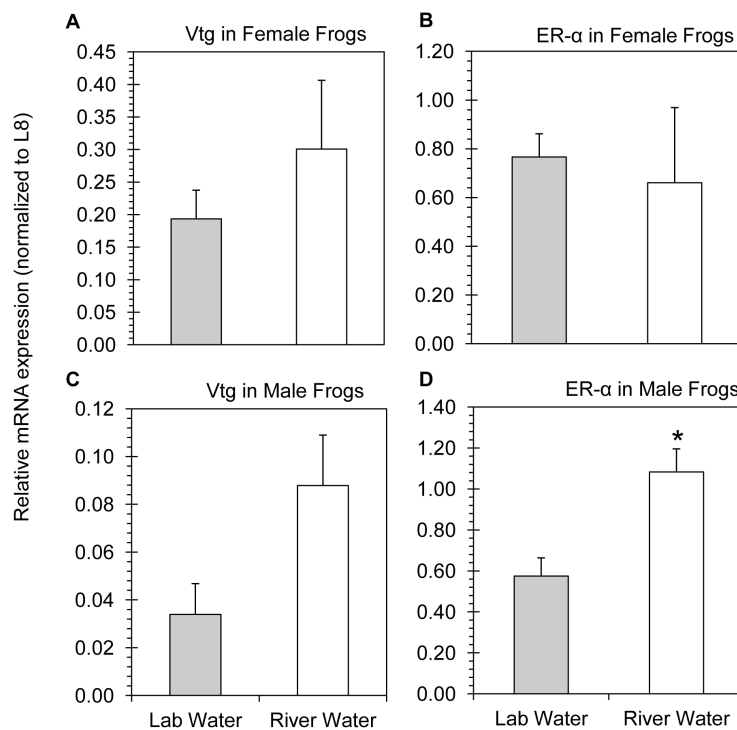 A
Vtg in Female Frogs
0.45
0.40
0.35
0.30
0.25
0.20
0.15
0.10
0.05
0.00
B
ER-α in Female Frogs
1.20
1.00
0.80
0.60
0.40
0.20
0.00
Relative mRNA expression (normalized to L8)
C
Vtg in Male Frogs
0.12
0.10
0.08
0.06
0.04
0.02
0.00
Lab Water
River Water
D
ER-α in Male Frogs
1.40
1.20
1.00
0.80
0.60
0.40
0.20
0.00
*
Lab Water
River Water